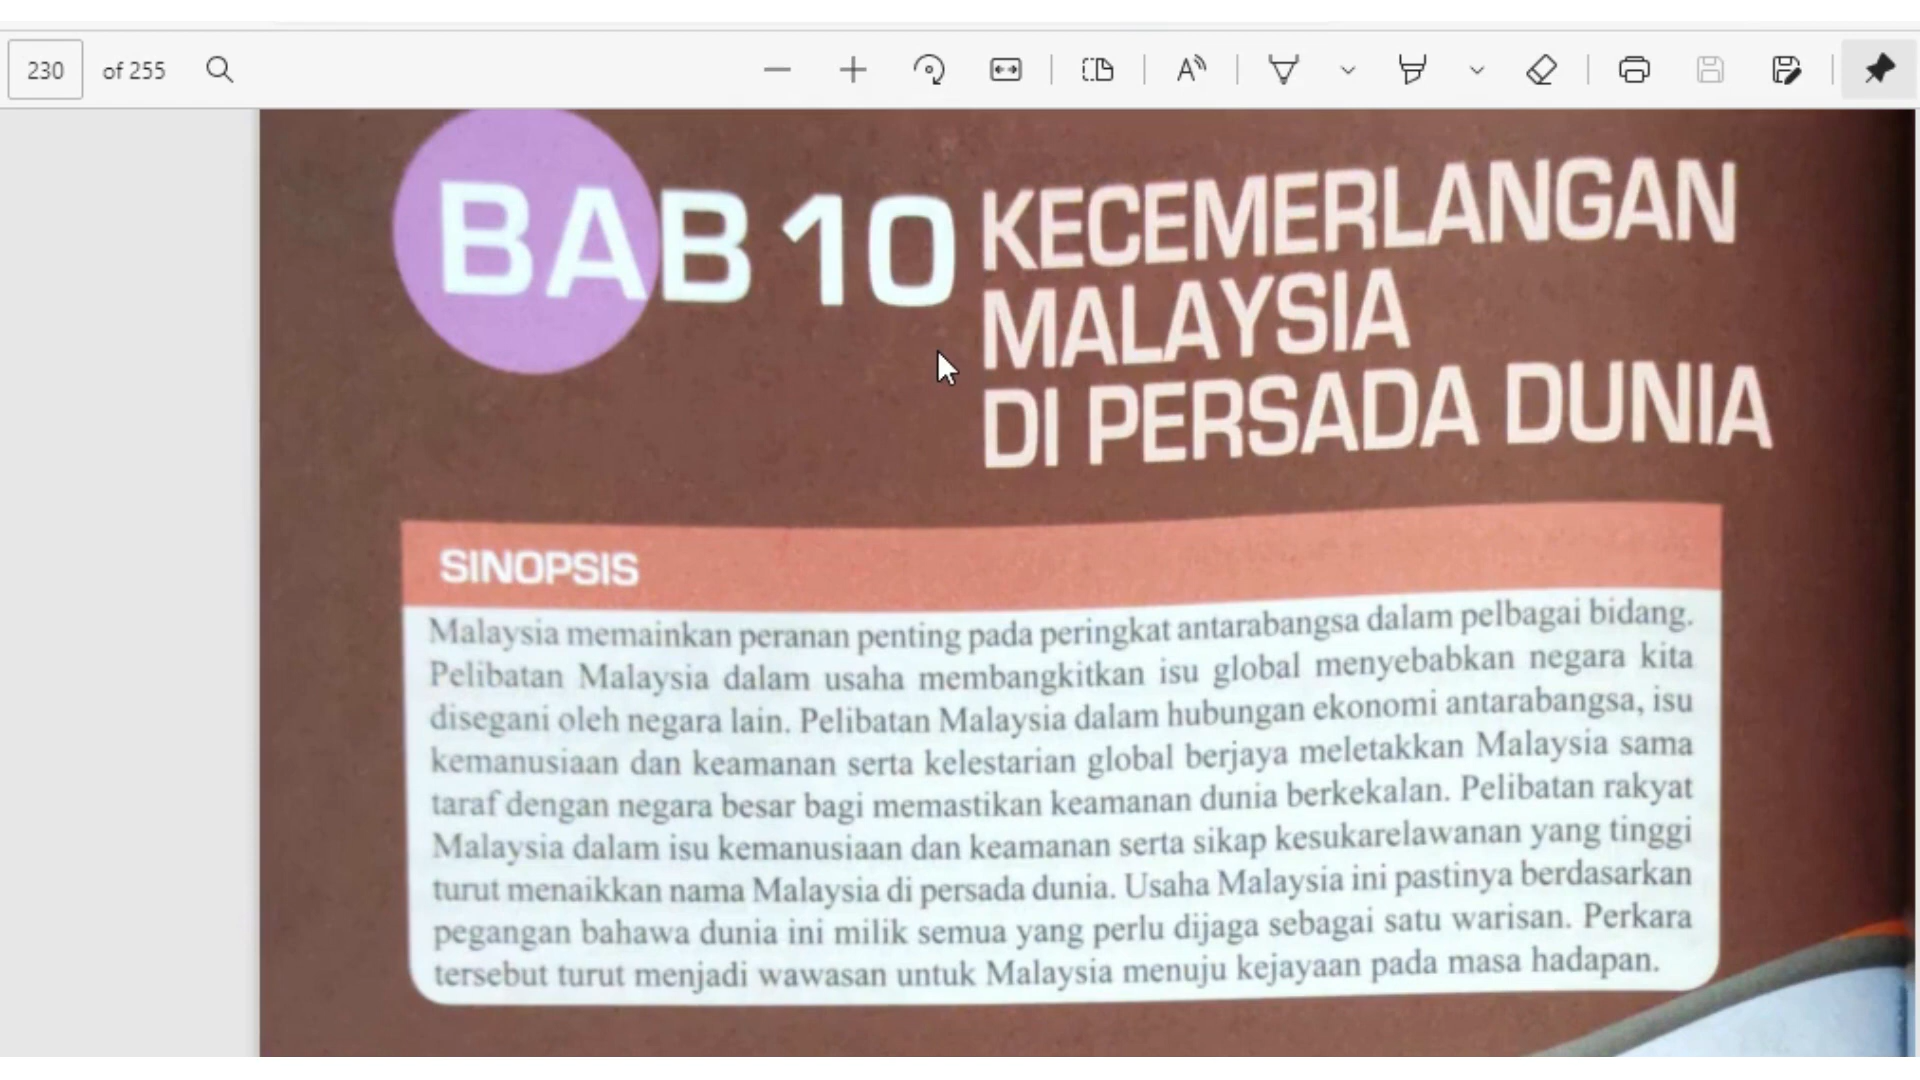 230 of 255
BAB 10
KECEMERLANGAN
MALAYSIA
DI PERSADA DUNIA
SINOPSIS
Malaysia memainkan peranan penting pada peringkat antarabangsa dalam pelbagai bidang.
Pelibatan Malaysia dalam usaha membangkitkan isu global menyebabkan negara kita
disegani oleh negara lain. Pelibatan Malaysia dalam hubungan ekonomi antarabangsa, isu
kemanusiaan dan keamanan serta kelestarian global berjaya meletakkan Malaysia sama
taraf dengan negara besar bagi memastikan keamanan dunia berkekalan. Pelibatan rakyat
Malaysia dalam isu kemanusiaan dan keamanan serta sikap kesukarelawanan yang tinggi
turut menaikkan nama Malaysia di persada dunia. Usaha Malaysia ini pastinya berdasarkan
pegangan bahawa dunia ini milik semua yang perlu dijaga sebagai satu warisan. Perkara
tersebut turut menjadi wawasan untuk Malaysia menuju kejayaan pada masa hadapan.